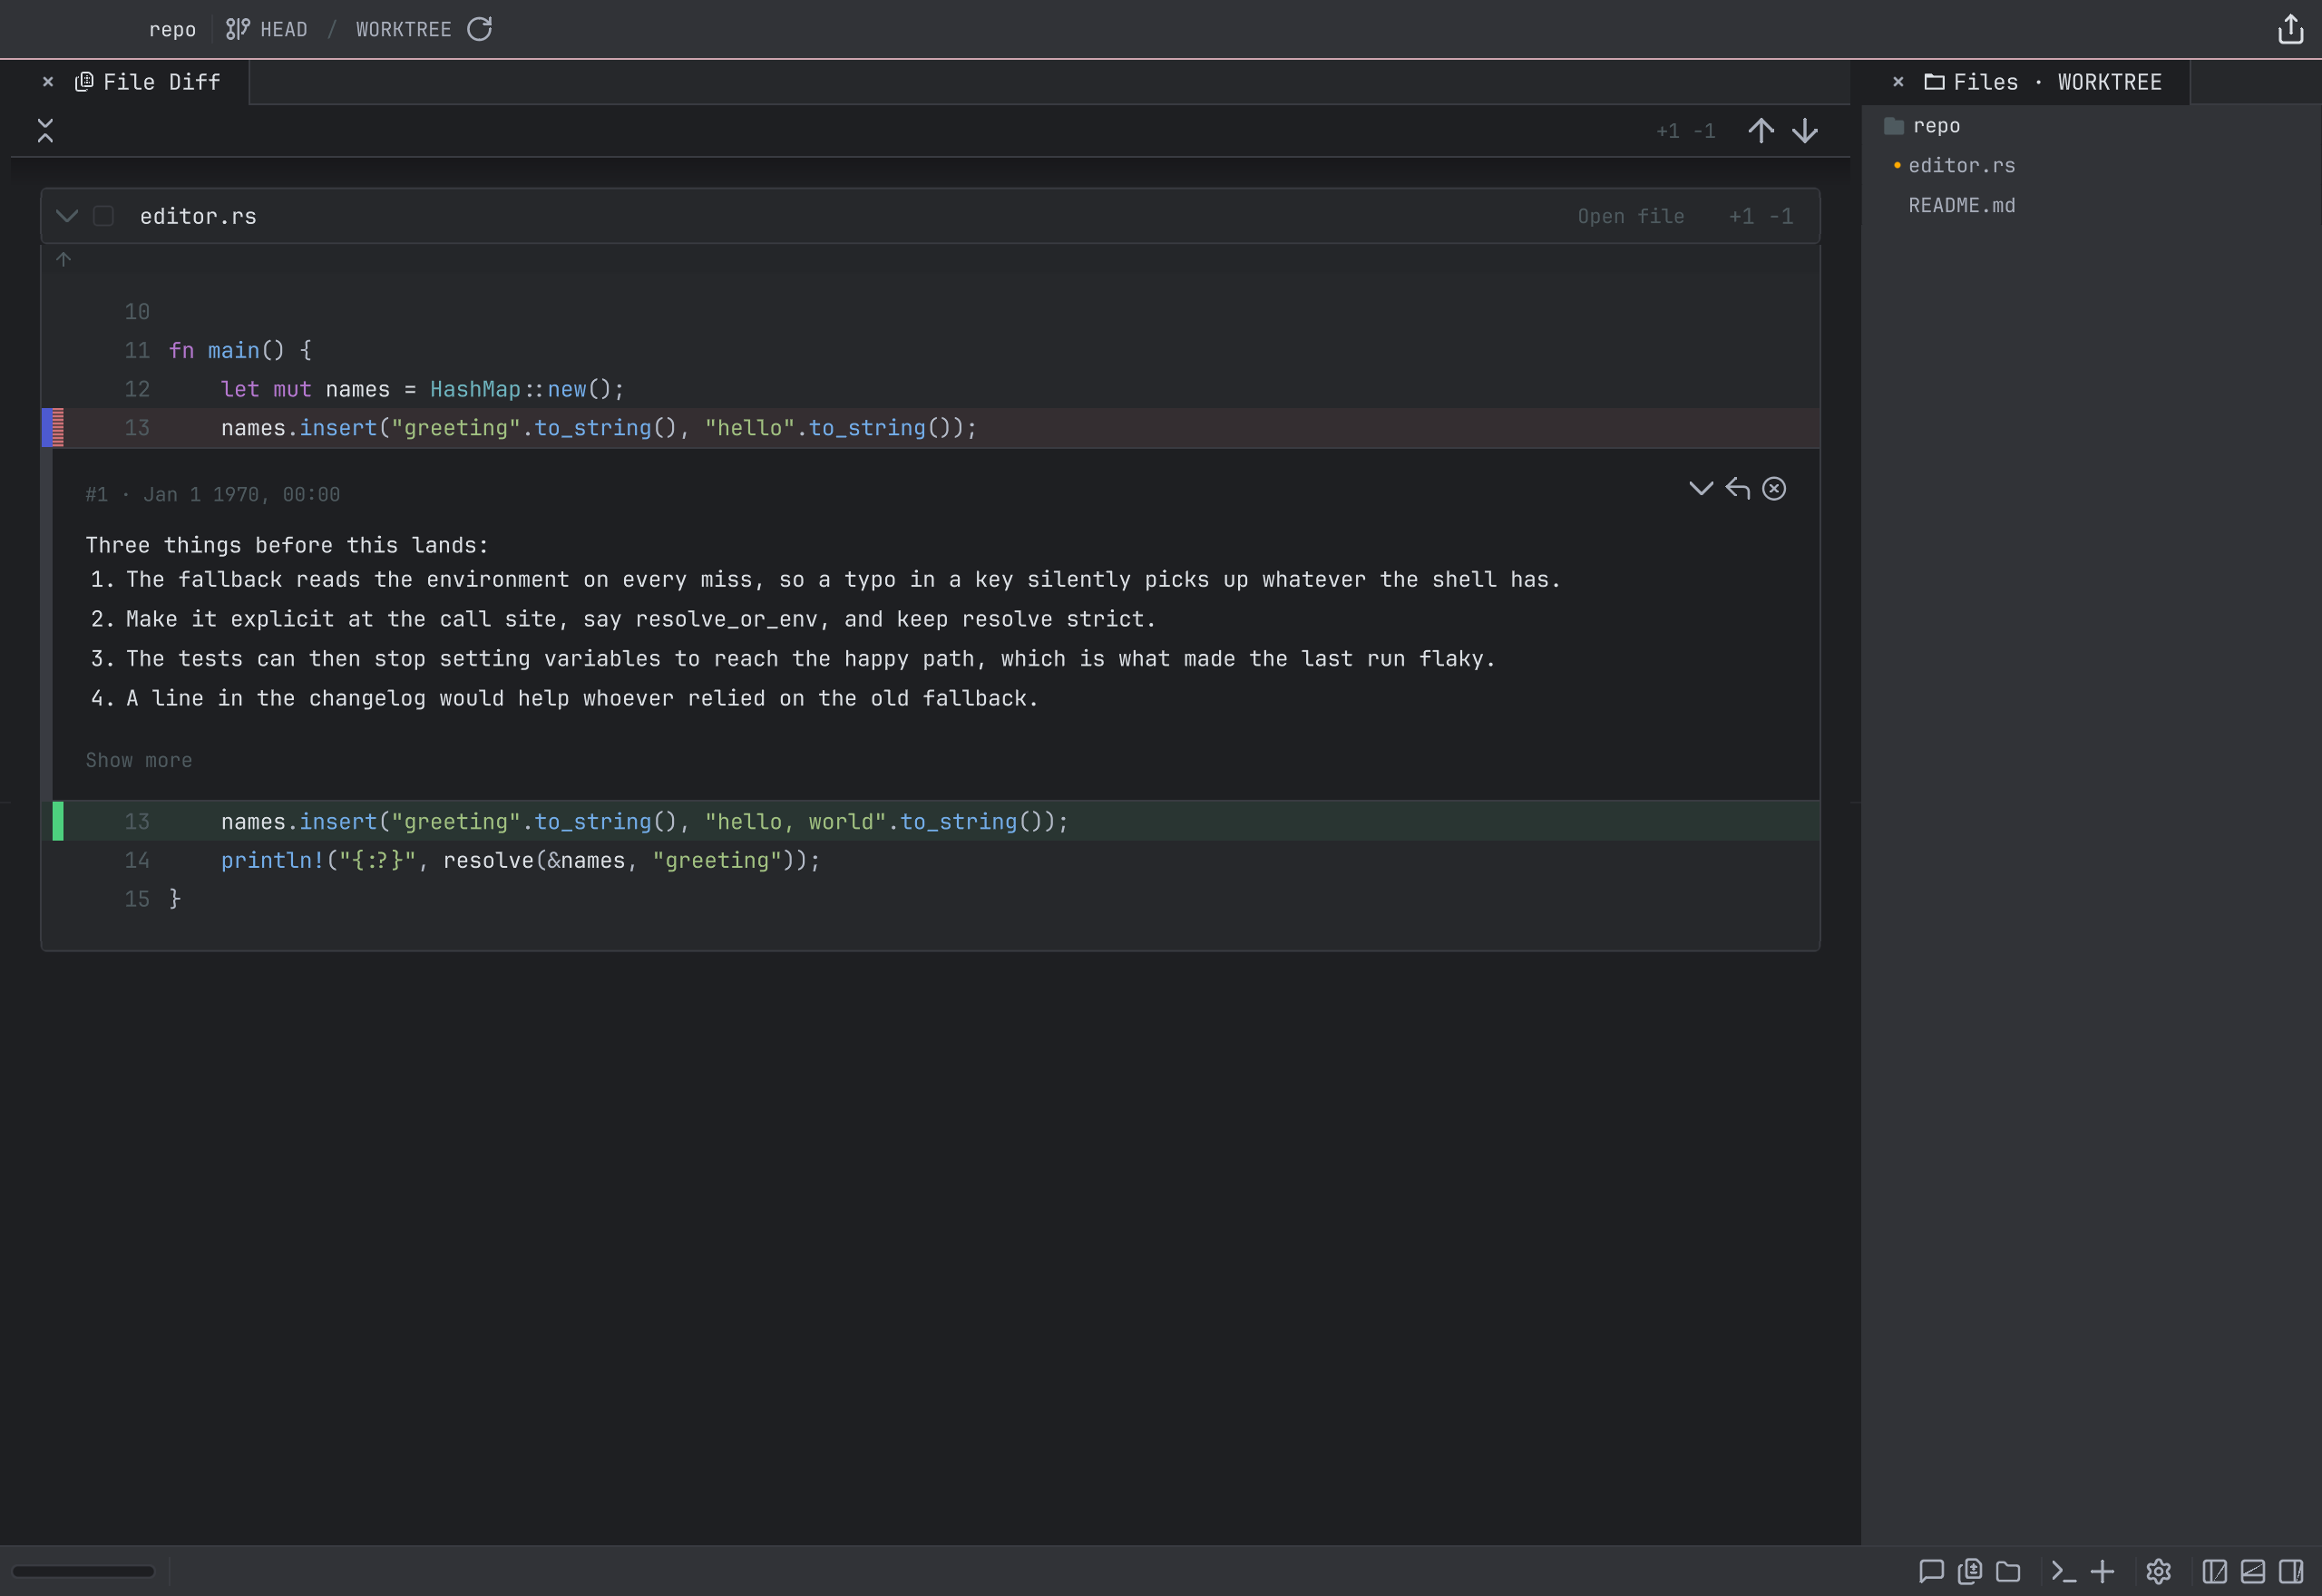 repo HEAD / WORKTREE
× File Diff
× Files · WORKTREE
+1 -1
repo
editor.rs
README.md
editor.rs Open file +1 -1
10
11 fn main() {
12     let mut names = HashMap::new();
13     names.insert("greeting".to_string(), "hello".to_string());
#1 · Jan 1 1970, 00:00
Three things before this lands:
1. The fallback reads the environment on every miss, so a typo in a key silently picks up whatever the shell has.
2. Make it explicit at the call site, say resolve_or_env, and keep resolve strict.
3. The tests can then stop setting variables to reach the happy path, which is what made the last run flaky.
4. A line in the changelog would help whoever relied on the old fallback.
Show more
13     names.insert("greeting".to_string(), "hello, world".to_string());
14     println!("{:?}", resolve(&names, "greeting"));
15 }